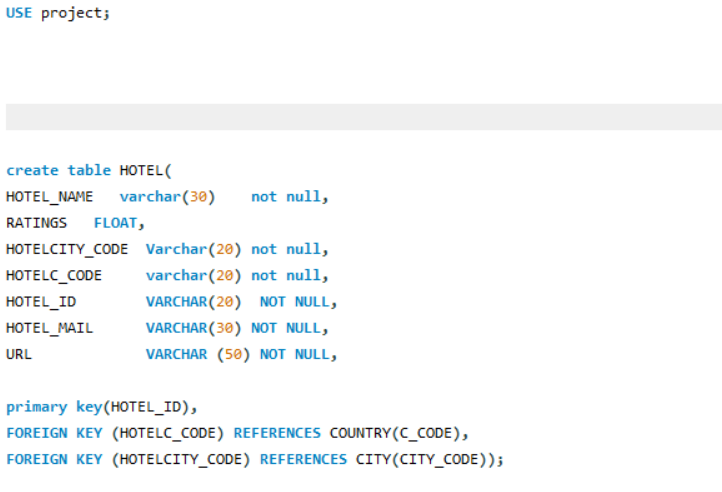 USE project;
create table HOTEL(
HOTEL_NAME varchar(30) not null,
RATINGS FLOAT,
HOTELCITY_CODE Varchar(20) not null,
HOTELC_CODE varchar(20) not null,
HOTEL_ID VARCHAR(20) NOT NULL,
HOTEL_MAIL VARCHAR(30) NOT NULL,
URL VARCHAR (50) NOT NULL,
primary key(HOTEL_ID),
FOREIGN KEY (HOTELC_CODE) REFERENCES COUNTRY(C_CODE),
FOREIGN KEY (HOTELCITY_CODE) REFERENCES CITY(CITY_CODE));